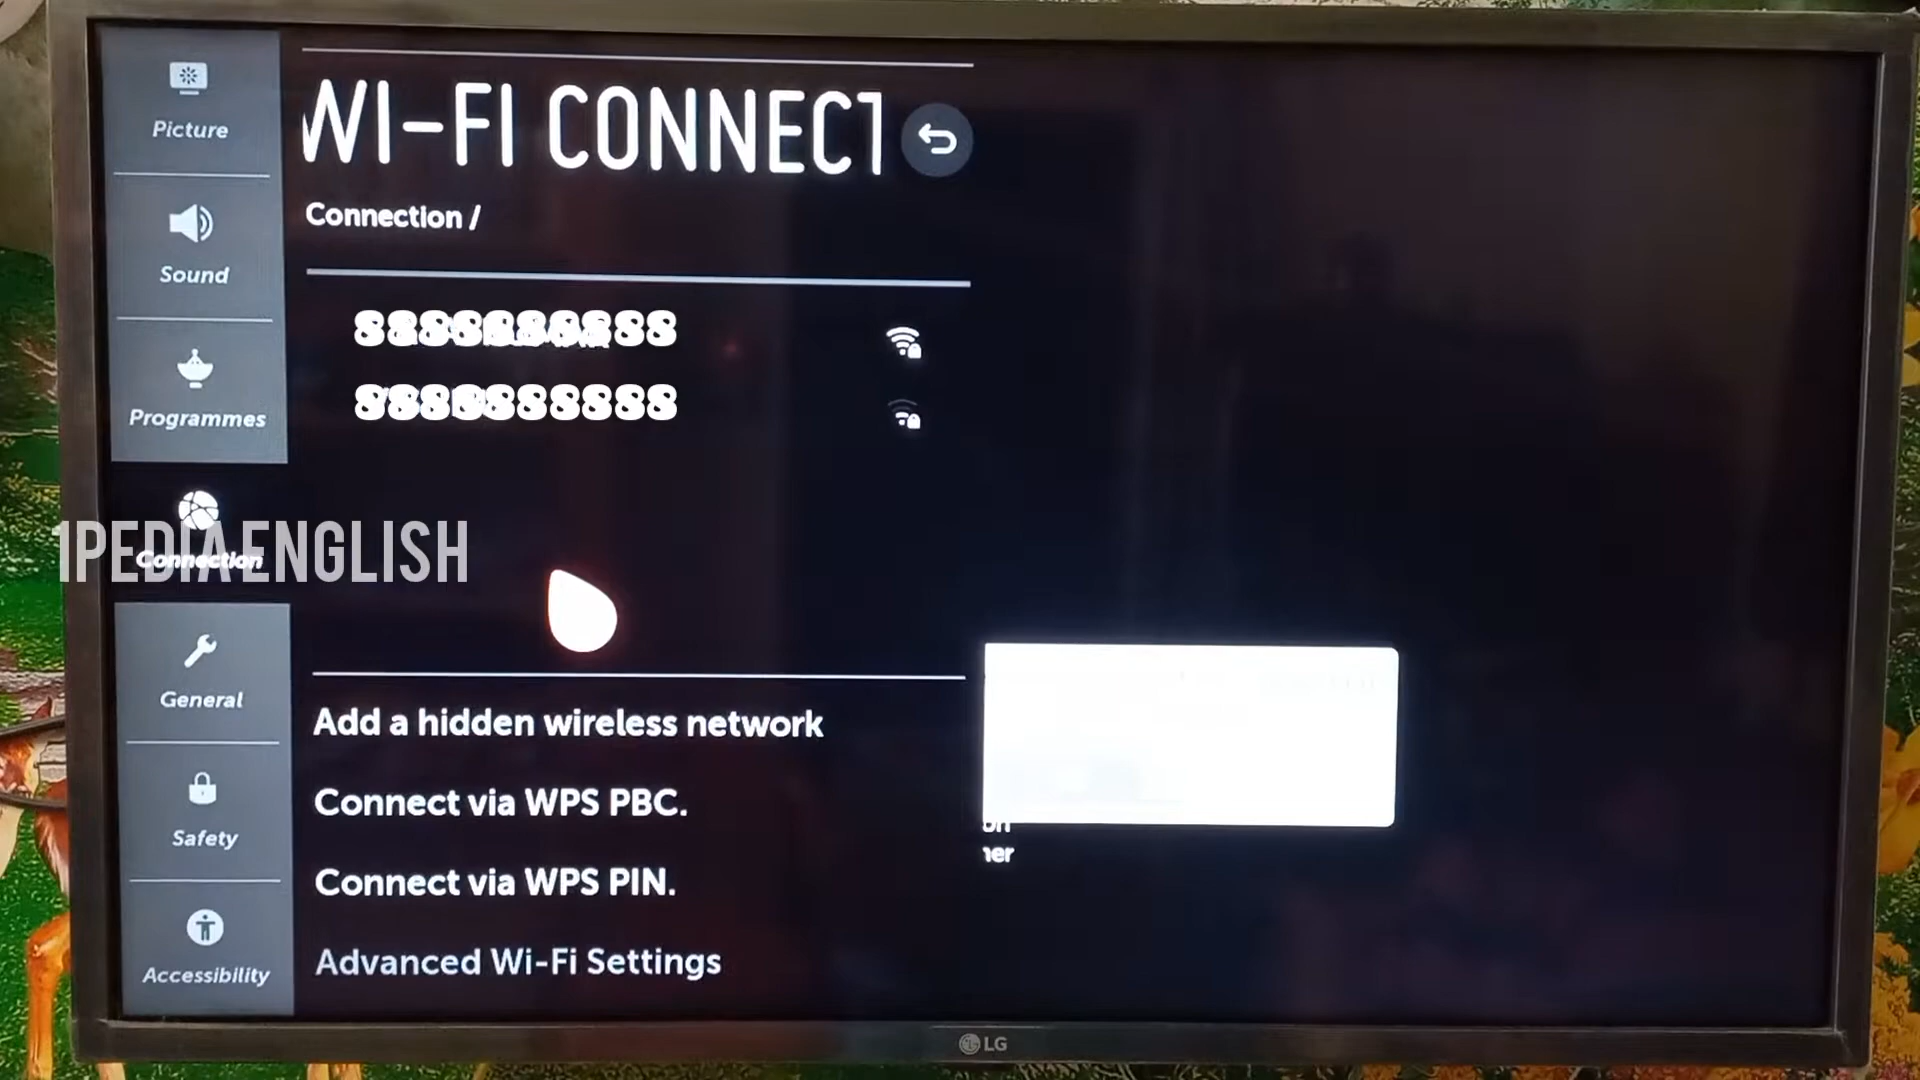 Picture
Sound
Programmes
Connection
General
Safety
Accessibility
WI-FI CONNECT
Connection /
Add a hidden wireless network
Connect via WPS PBC.
Connect via WPS PIN.
Advanced Wi-Fi Settings
1PEDIA ENGLISH
LG